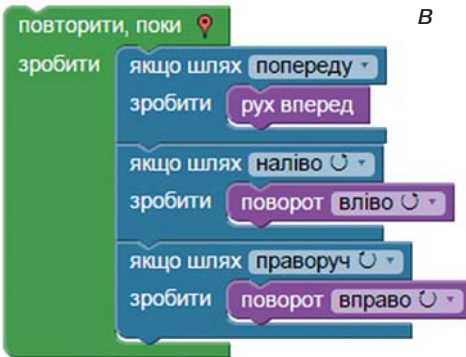 В
повторити, поки
зробити
якщо шлях попереду
зробити рух вперед
якщо шлях наліво
зробити поворот вліво
якщо шлях праворуч
зробити поворот вправо